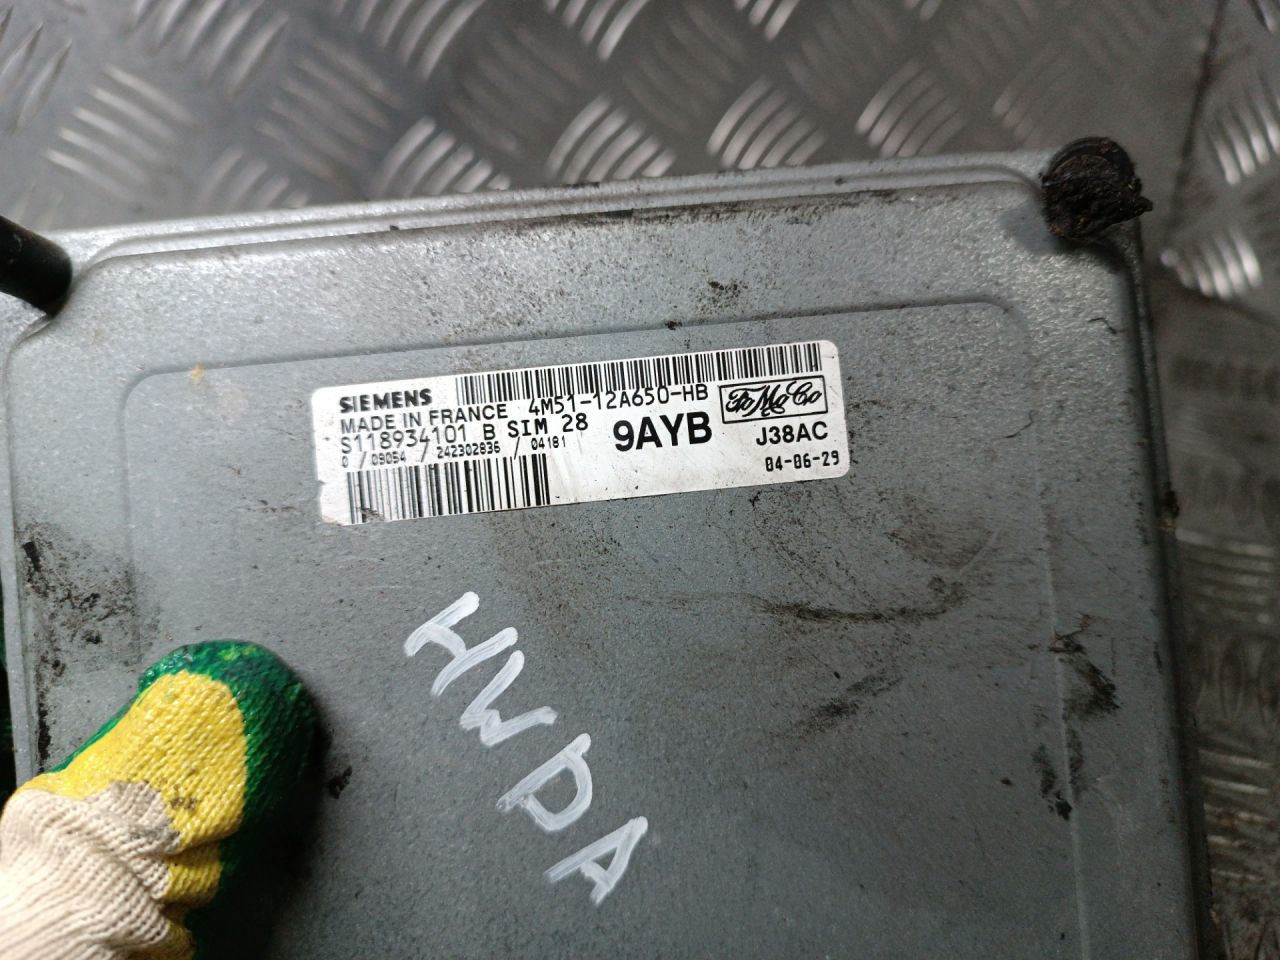 SIEMENS
MADE IN FRANCE 4M51-12A650-HB FoMoCo
S118934101 B SIM 28 9AYB J38AC
0 / 09054 / 242302836 / 04181 04-06-29
HWDA